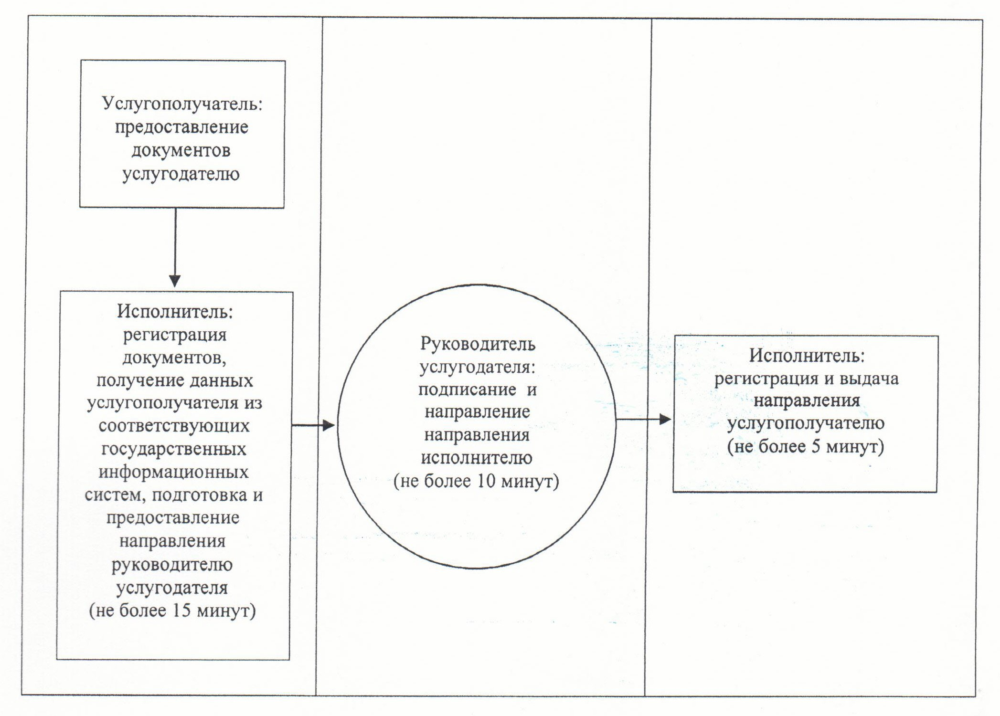 Услугополучатель:
предоставление
документов
услугодателю
Исполнитель:
регистрация
документов,
получение данных
услугополучателя из
соответствующих
государственных
информационных
систем, подготовка и
предоставление
направления
руководителю
услугодателя
(не более 15 минут)
Руководитель
услугодателя:
подписание и
направление
направления
исполнителю
(не более 10 минут)
Исполнитель:
регистрация и выдача
направления
услугополучателю
(не более 5 минут)